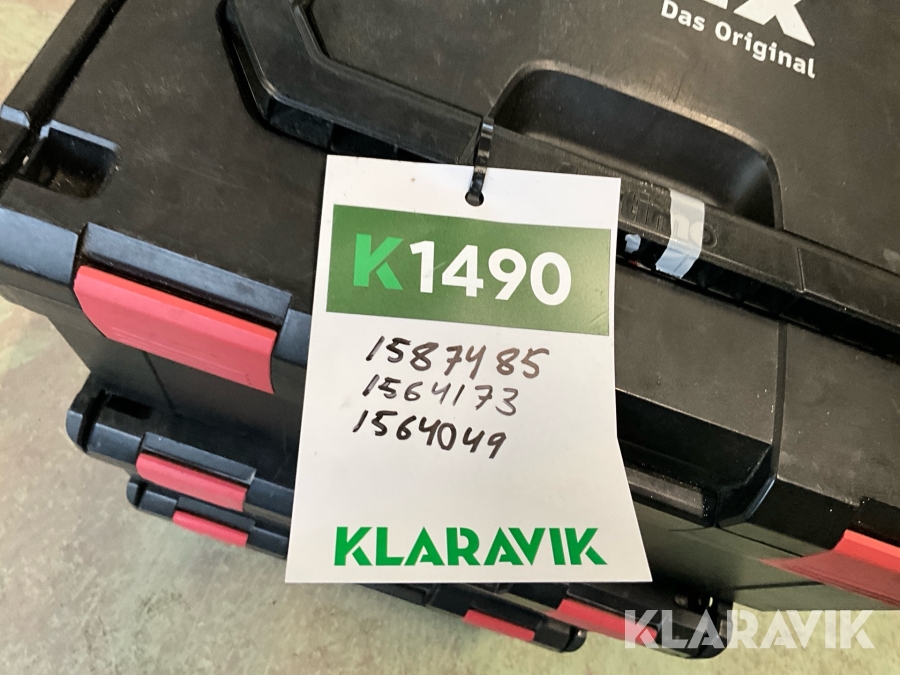 Das Original
K1490
1587485
1564173
1564049
KLARAVIK
KLARAVIK